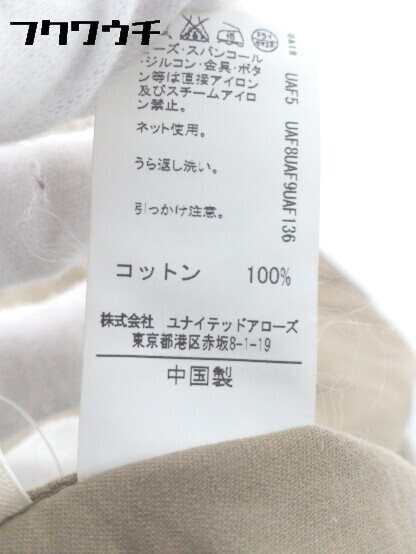 フクワウチ
ーズ・スパンコール
・ジルコン・金具・ボタ
ン等は直接アイロン
及びスチームアイロ
ン禁止。
ネット使用。
うら返し洗い。
引っかけ注意。
コットン 100%
株式会社 ユナイテッドアローズ
東京都港区赤坂8-1-19
中国製
UAF5 UAF8UAF9UAF136